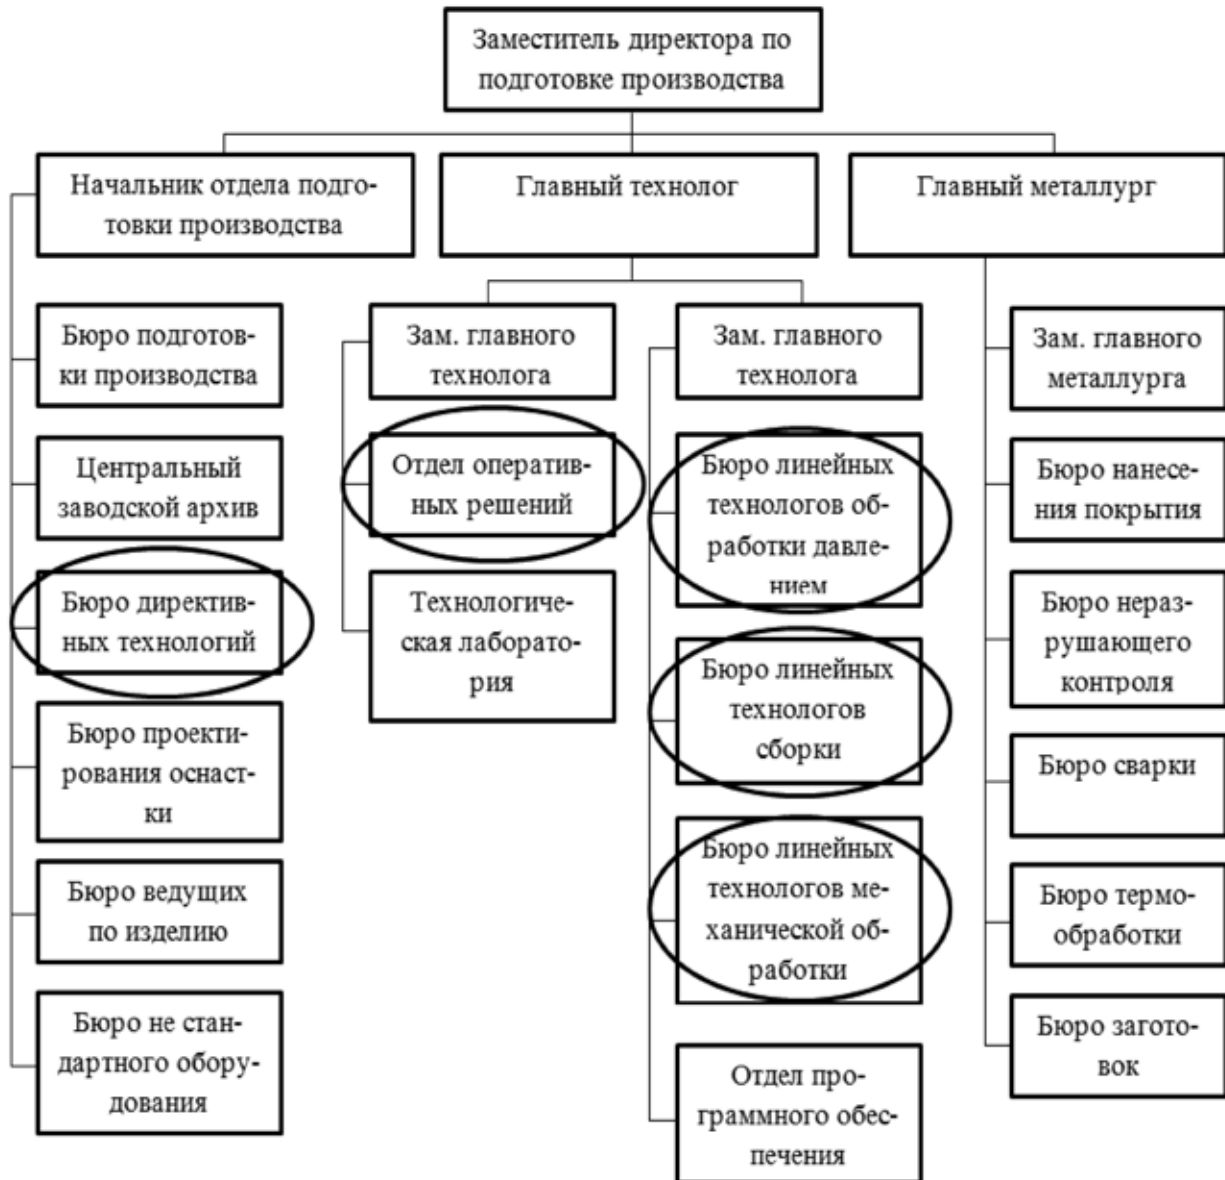 Заместитель директора по
подготовке производства
Начальник отдела подго-
товки производства
Главный технолог
Главный металлург
Бюро подготов-
ки производства
Центральный
заводской архив
Бюро директив-
ных технологий
Бюро проекти-
рования оснаст-
ки
Бюро ведущих
по изделию
Бюро не стан-
дартного обору-
дования
Зам. главного
технолога
Отдел оператив-
ных решений
Технологиче-
ская лаборато-
рия
Зам. главного
технолога
Бюро линейных
технологов об-
работки давле-
нием
Бюро линейных
технологов
сборки
Бюро линейных
технологов ме-
ханической об-
работки
Отдел про-
граммного обес-
печения
Зам. главного
металлурга
Бюро нанесе-
ния покрытия
Бюро нераз-
рушающего
контроля
Бюро сварки
Бюро термо-
обработки
Бюро загото-
вок